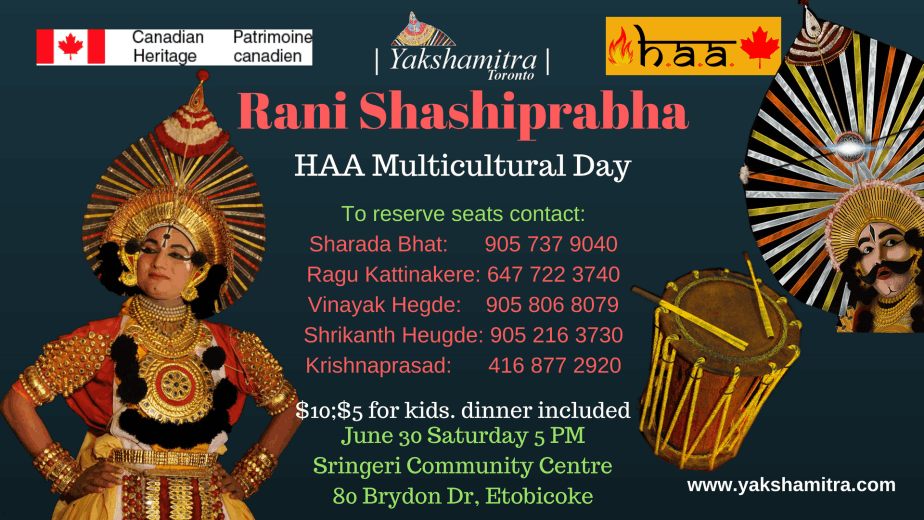 Canadian Patrimoine
Heritage canadien
| Yakshamitra |
Toronto
h.a.a.
Rani Shashiprabha
HAA Multicultural Day
To reserve seats contact:
Sharada Bhat: 905 737 9040
Ragu Kattinakere: 647 722 3740
Vinayak Hegde: 905 806 8079
Shrikanth Heugde: 905 216 3730
Krishnaprasad: 416 877 2920
$10;$5 for kids. dinner included
June 30 Saturday 5 PM
Sringeri Community Centre
80 Brydon Dr, Etobicoke
www.yakshamitra.com